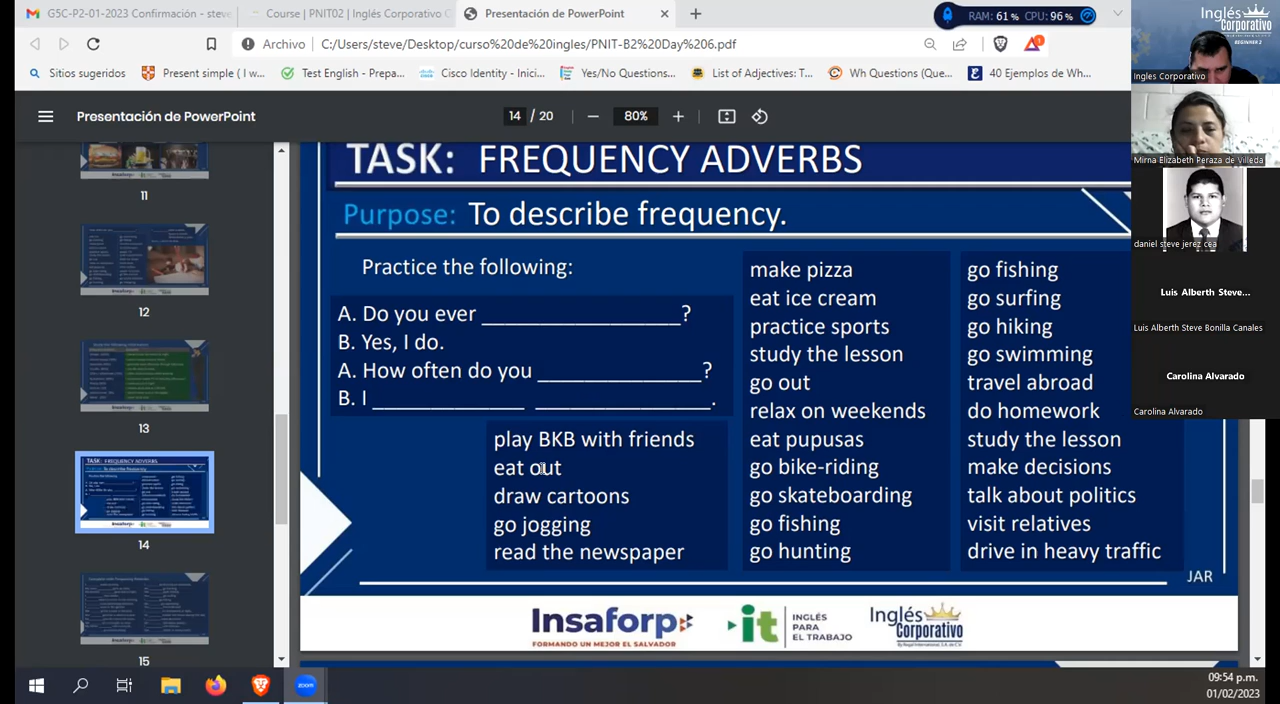 G5C-P2-01-2023 Confirmación - steve
Course | PNIT02 | Inglés Corporativo C
Presentación de PowerPoint
RAM: 61 % CPU: 96 %
Archivo
C:/Users/steve/Desktop/curso%20de%20ingles/PNIT-B2%20Day%206.pdf
Sitios sugeridos
Present simple ( I w...
Test English - Prepa...
Cisco Identity - Inici...
Yes/No Questions...
List of Adjectives: T...
Wh Questions (Que...
40 Ejemplos de Wh...
Presentación de PowerPoint
14 / 20
80%
11
12
13
14
15
TASK: FREQUENCY ADVERBS
Purpose: To describe frequency.
Practice the following.
A. Do you ever ____________________?
B. Yes, I do.
A. How often do you ________________?
B. I ______________ ________________.
play BKB with friends
eat out
draw cartoons
go jogging
read the newspaper
make pizza
eat ice cream
practice sports
study the lesson
go out
relax on weekends
eat pupusas
go bike-riding
go skateboarding
go fishing
go hunting
go fishing
go surfing
go hiking
go swimming
travel abroad
do homework
study the lesson
make decisions
talk about politics
visit relatives
drive in heavy traffic
JAR
Insaforp
FORMANDO UN MEJOR EL SALVADOR
it
INGLÉS
PARA
EL TRABAJO
Inglés
Corporativo
Inglés
Corporativo
BEGINNER 2
Ingles Corporativo
Mirna Elizabeth Peraza de Villeda
daniel steve jerez cea
Luis Alberth Steve...
Luis Alberth Steve Bonilla Canales
Carolina Alvarado
Carolina Alvarado
zoom
09:54 p.m.
01/02/2023